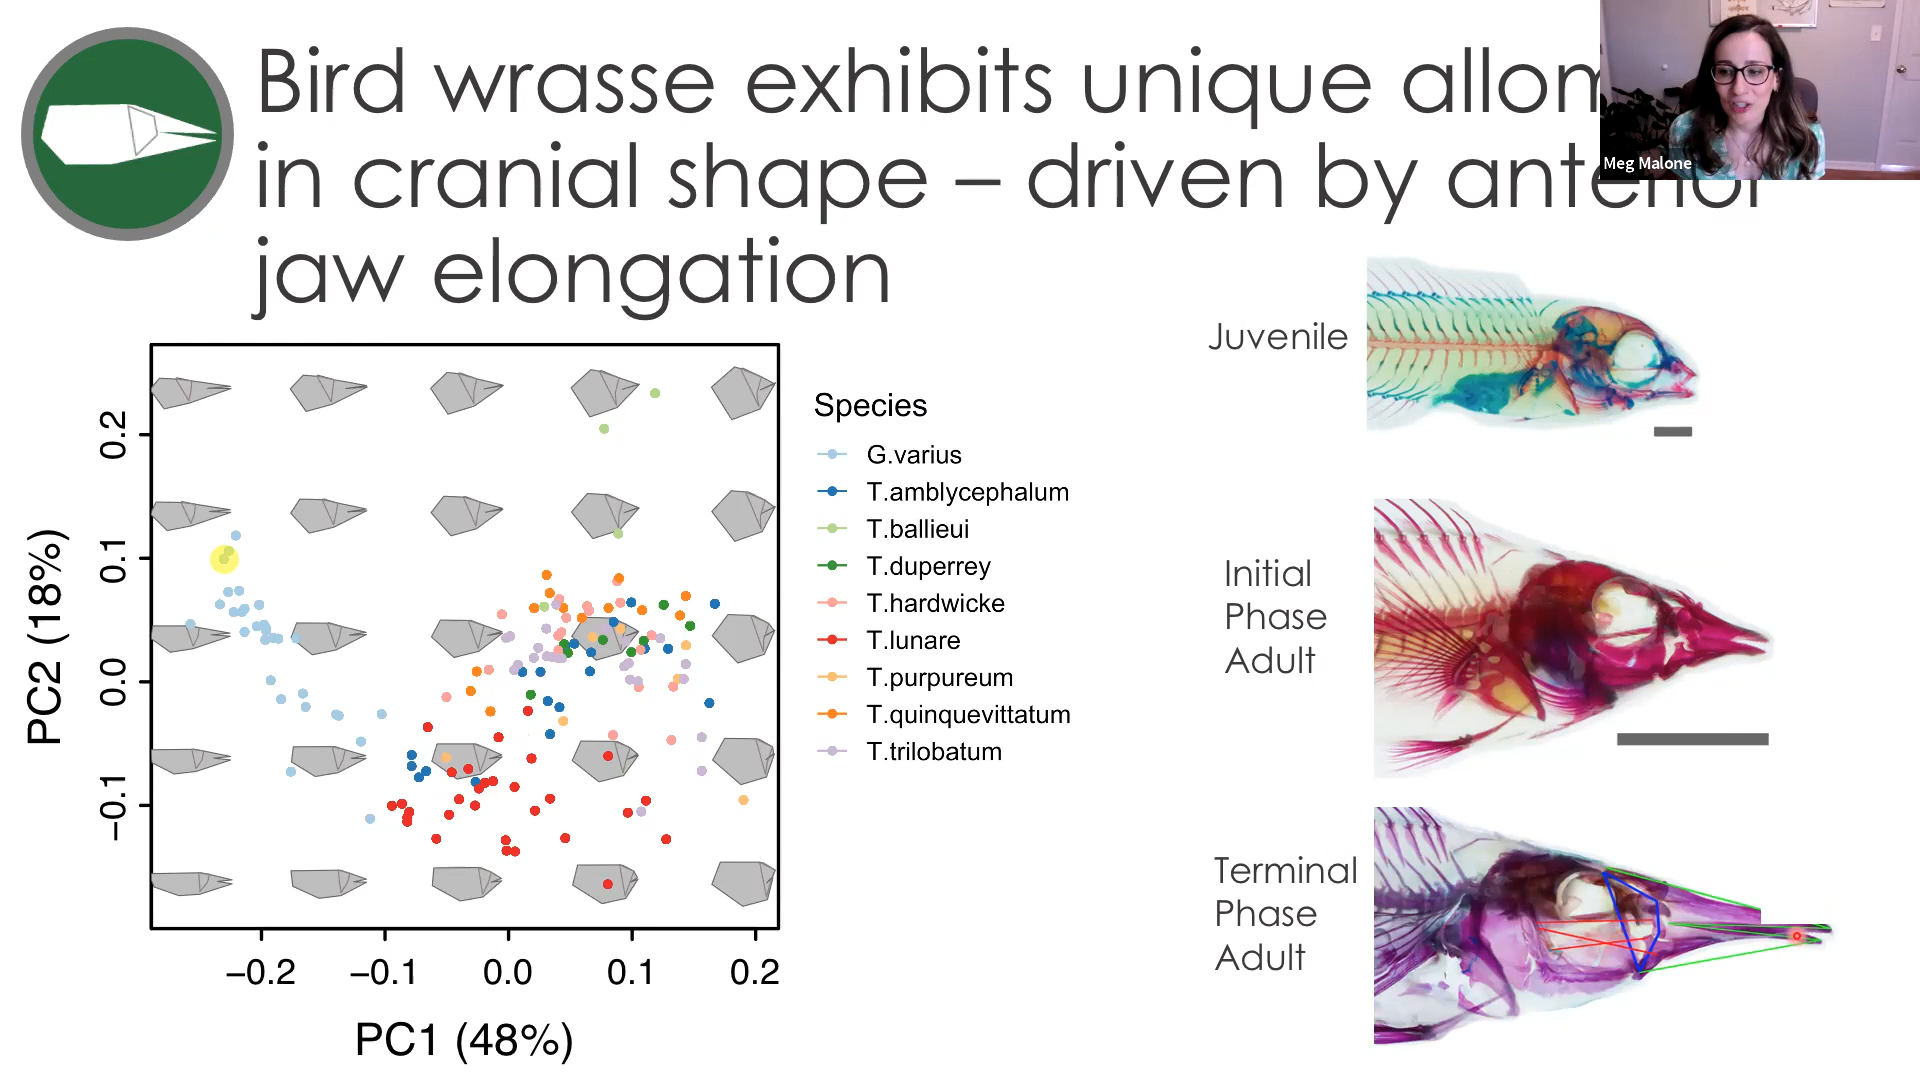 Bird wrasse exhibits unique
in cranial shape – driven by anterior
jaw elongation
Meg Malone
Juvenile
Initial
Phase
Adult
Terminal
Phase
Adult
Species
G.varius
T.amblycephalum
T.ballieui
T.duperrey
T.hardwicke
T.lunare
T.purpureum
T.quinquevittatum
T.trilobatum
PC2 (18%)
0.2
0.1
0.0
−0.1
−0.2 −0.1 0.0 0.1 0.2
PC1 (48%)